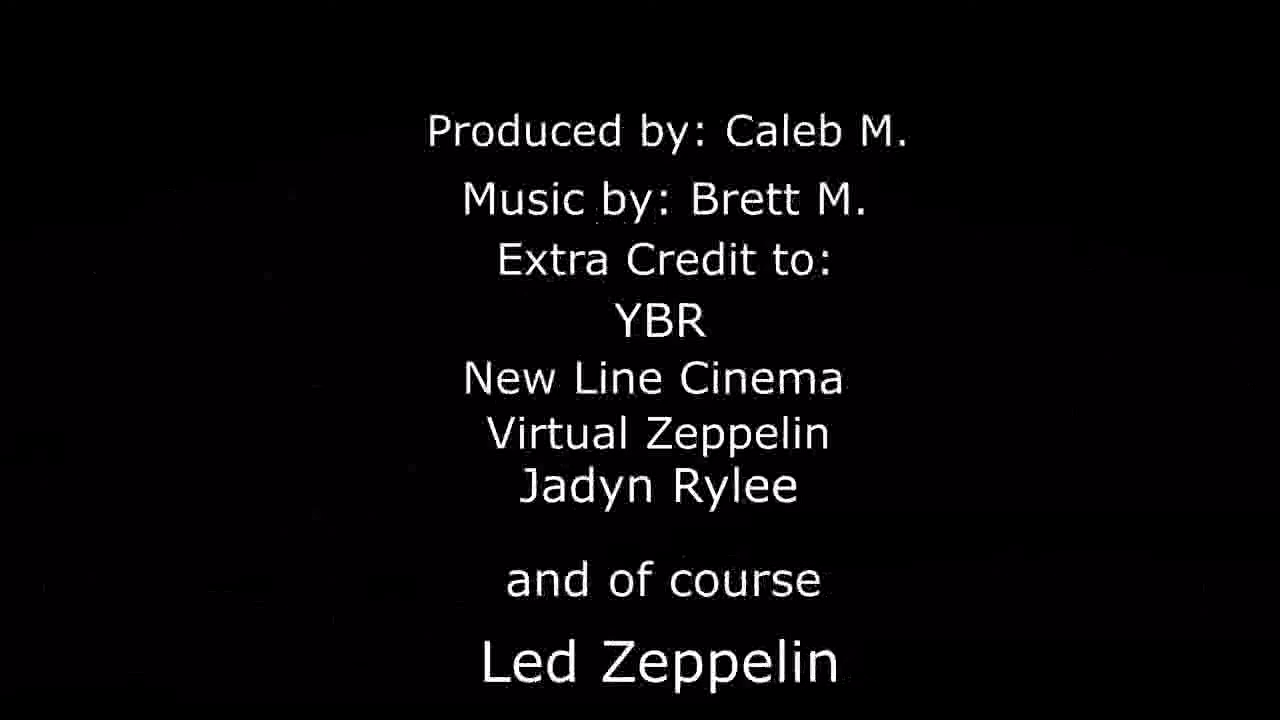 Produced by: Caleb M.
Music by: Brett M.
Extra Credit to:
YBR
New Line Cinema
Virtual Zeppelin
Jadyn Rylee
and of course
Led Zeppelin